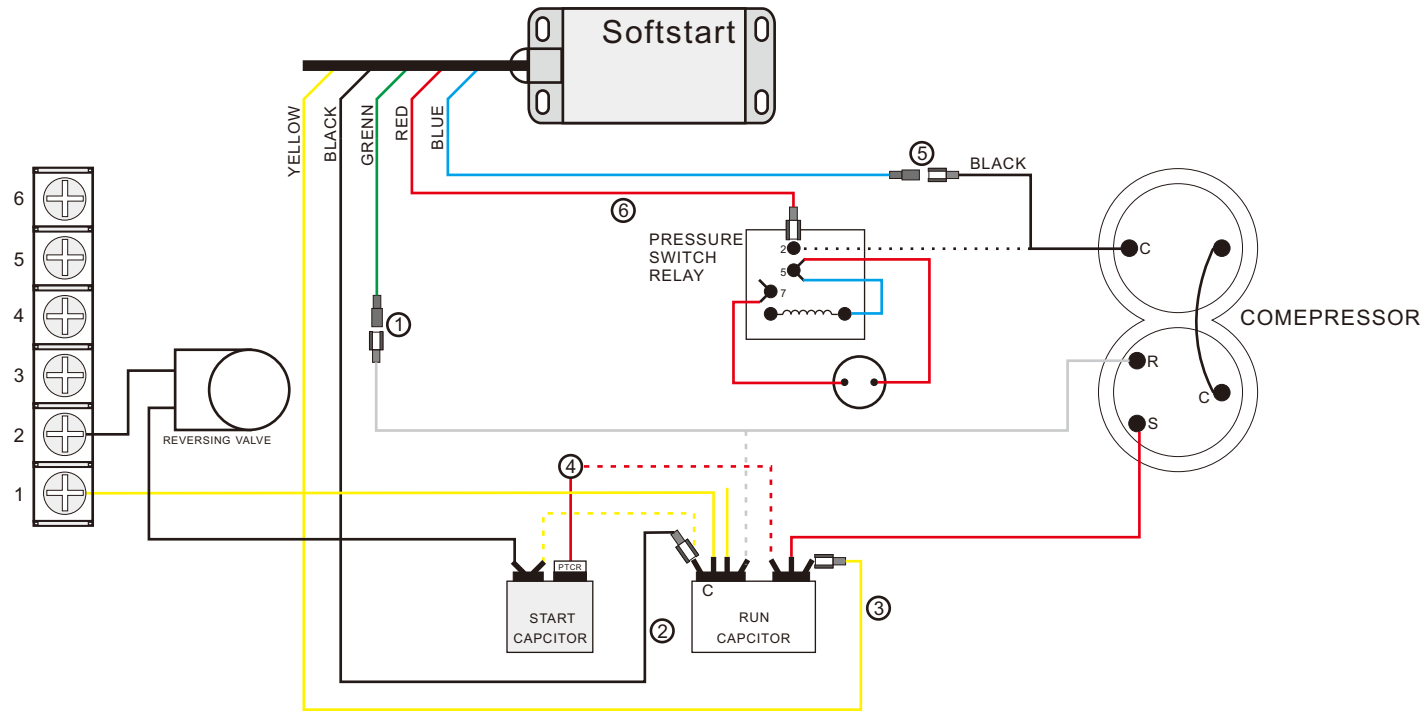 Softstart
YELLOW
BLACK
GRENN
RED
BLUE
5
BLACK
6
PRESSURE
SWITCH
RELAY
2
5
7
C
COMEPRESSOR
R
C
S
6
5
4
3
2
1
REVERSING VALVE
1
4
PTCR
START
CAPCITOR
2
C
RUN
CAPCITOR
3